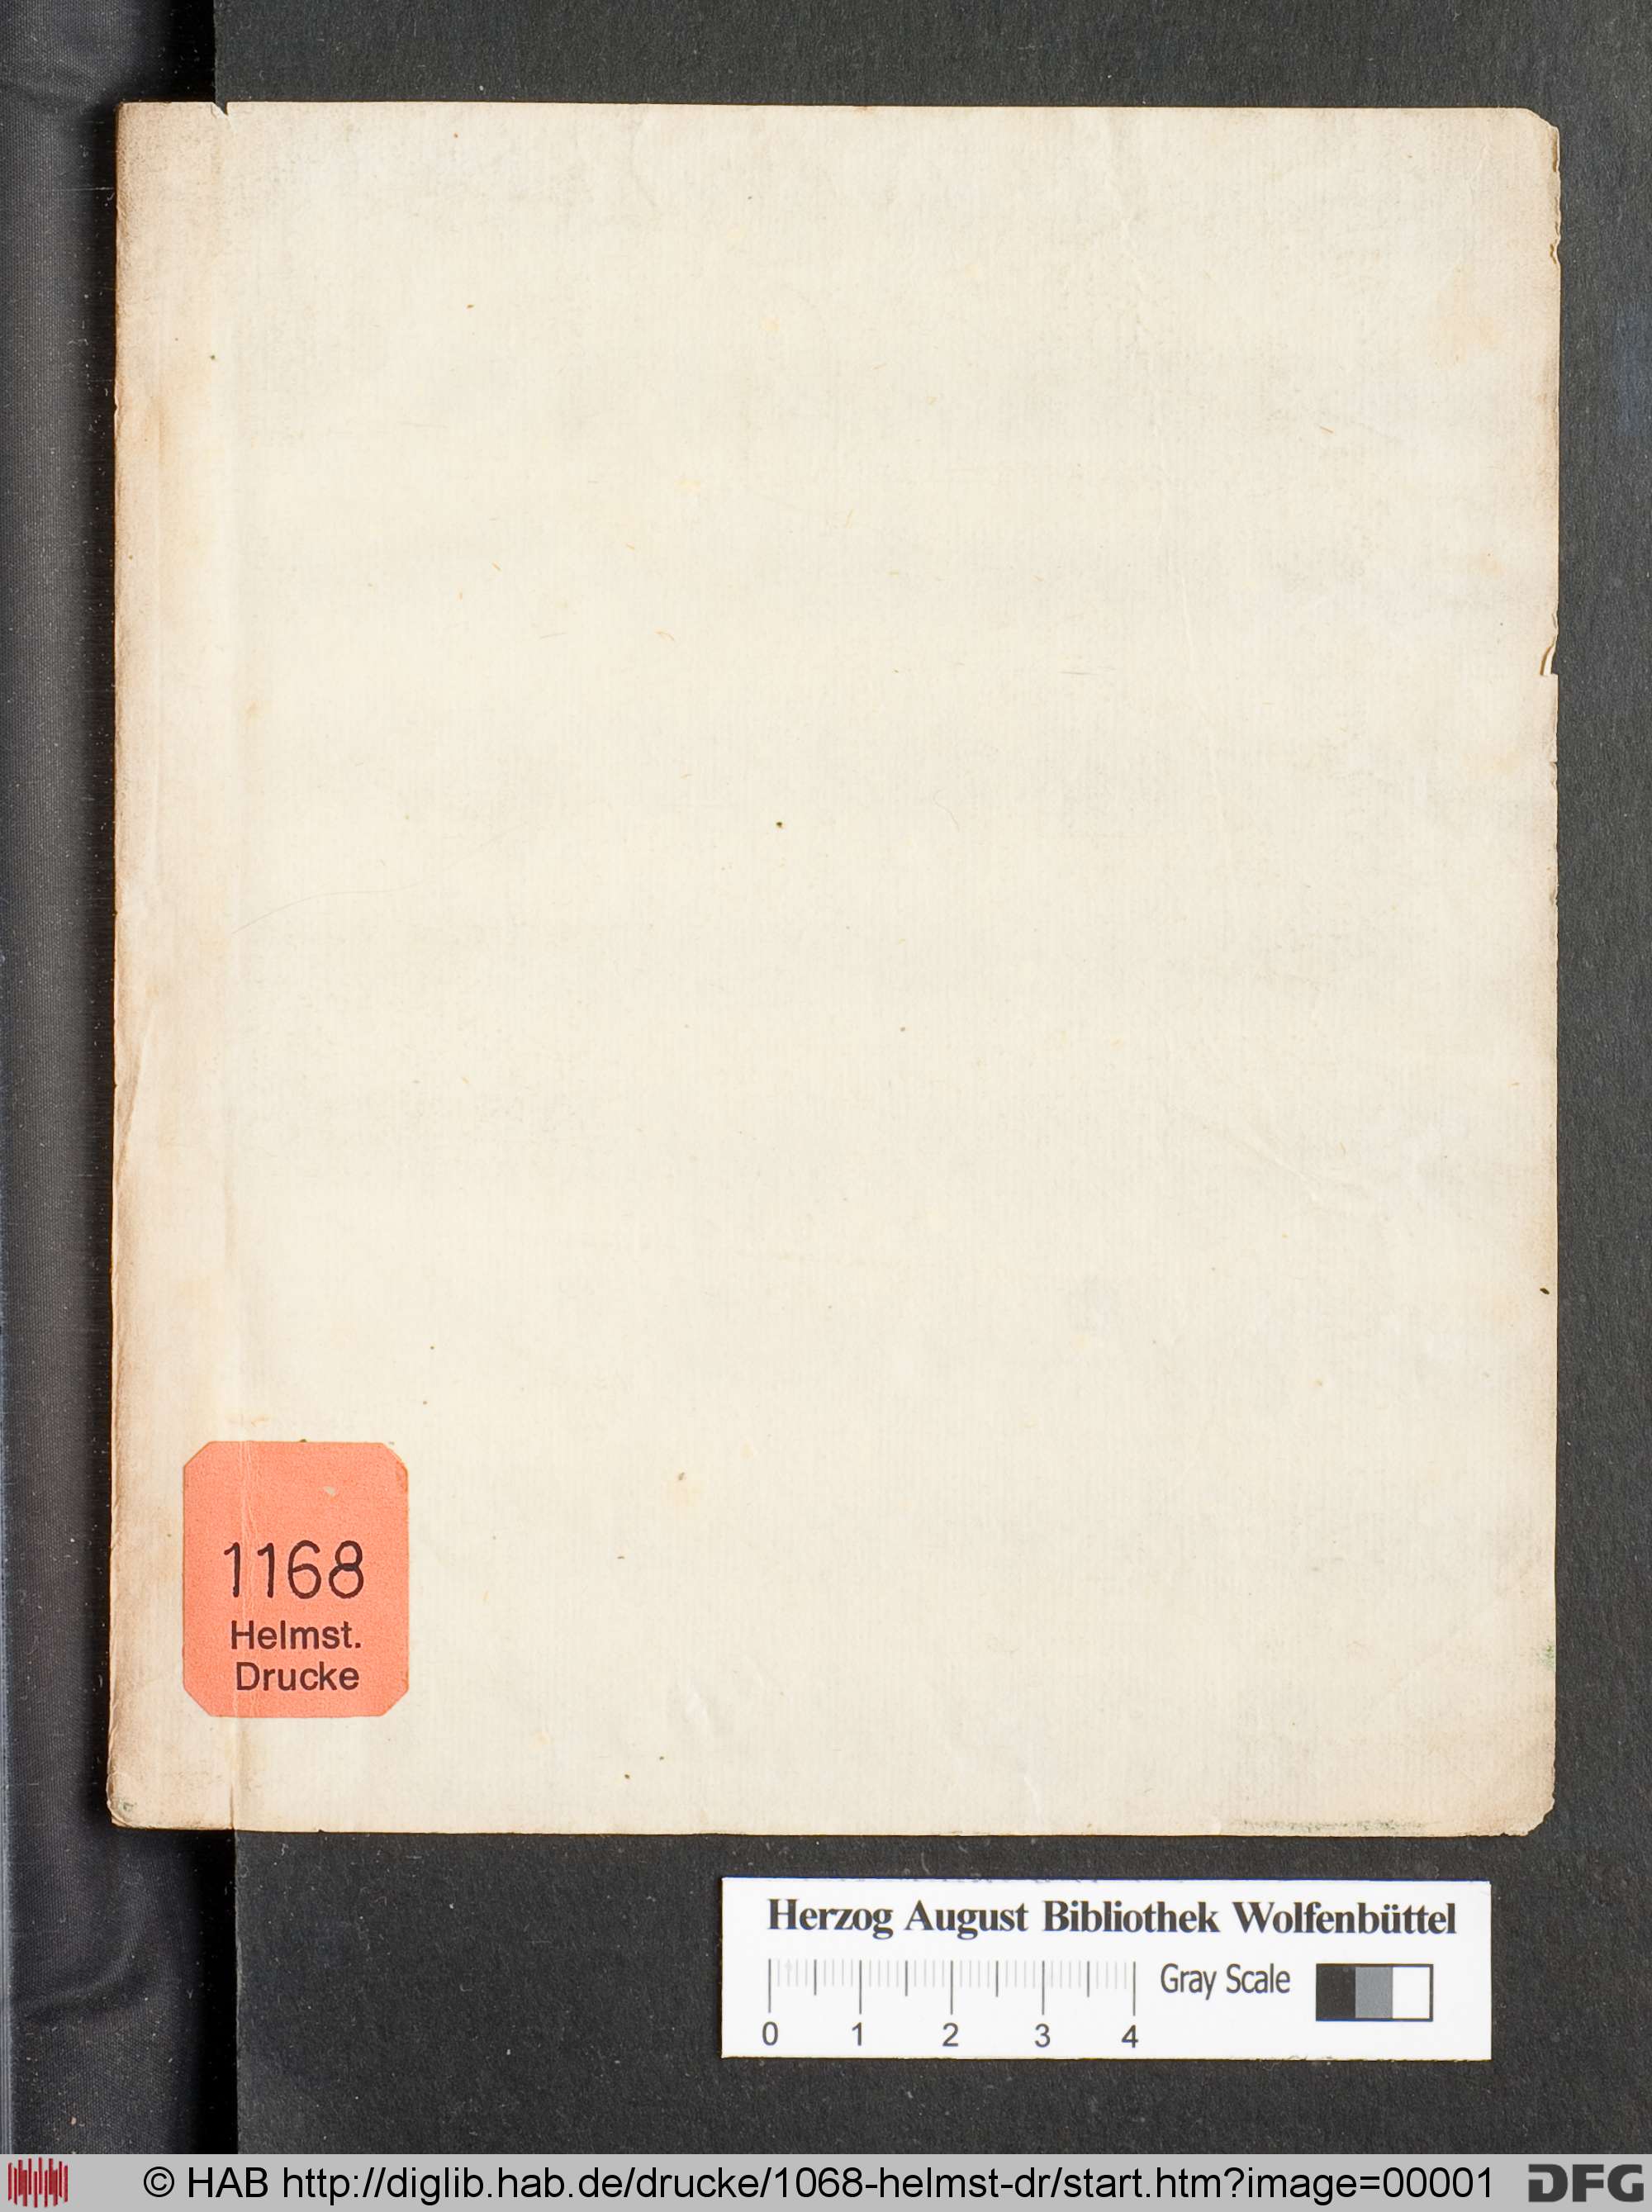 1168
Helmst.
Drucke
Herzog August Bibliothek Wolfenbüttel
Gray Scale
0 1 2 3 4
© HAB http://diglib.hab.de/drucke/1068-helmst-dr/start.htm?image=00001
DFG